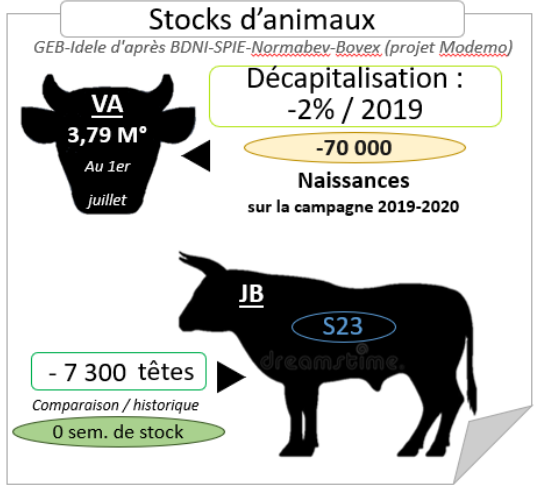 Stocks d’animaux
GEB-Idele d'après BDNI-SPIE-Normabev-Bovex (projet Modemo)
VA
3,79 M°
Au 1er
juillet
Décapitalisation :
-2% / 2019
-70 000
Naissances
sur la campagne 2019-2020
JB
S23
dreamstime.
- 7 300 têtes
Comparaison / historique
0 sem. de stock